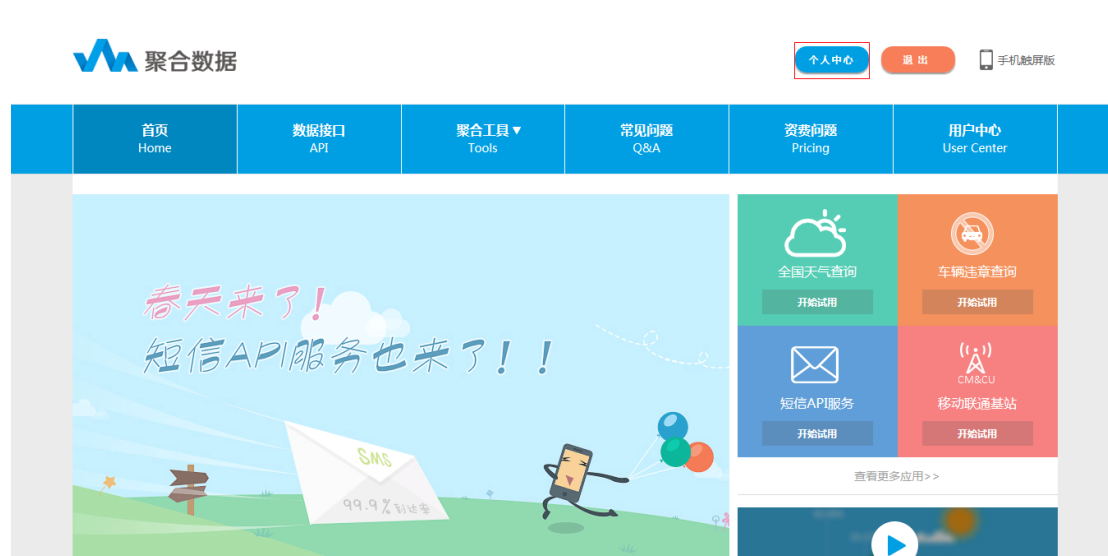 聚合数据
个人中心
退 出
手机触屏版
首页
Home
数据接口
API
聚合工具▼
Tools
常见问题
Q&A
资费问题
Pricing
用户中心
User Center
春天来了!
短信API服务也来了!!
SMS
99.9%到达率
全国天气查询
开始试用
车辆违章查询
开始试用
短信API服务
开始试用
CM&CU
移动联通基站
开始试用
查看更多应用>>